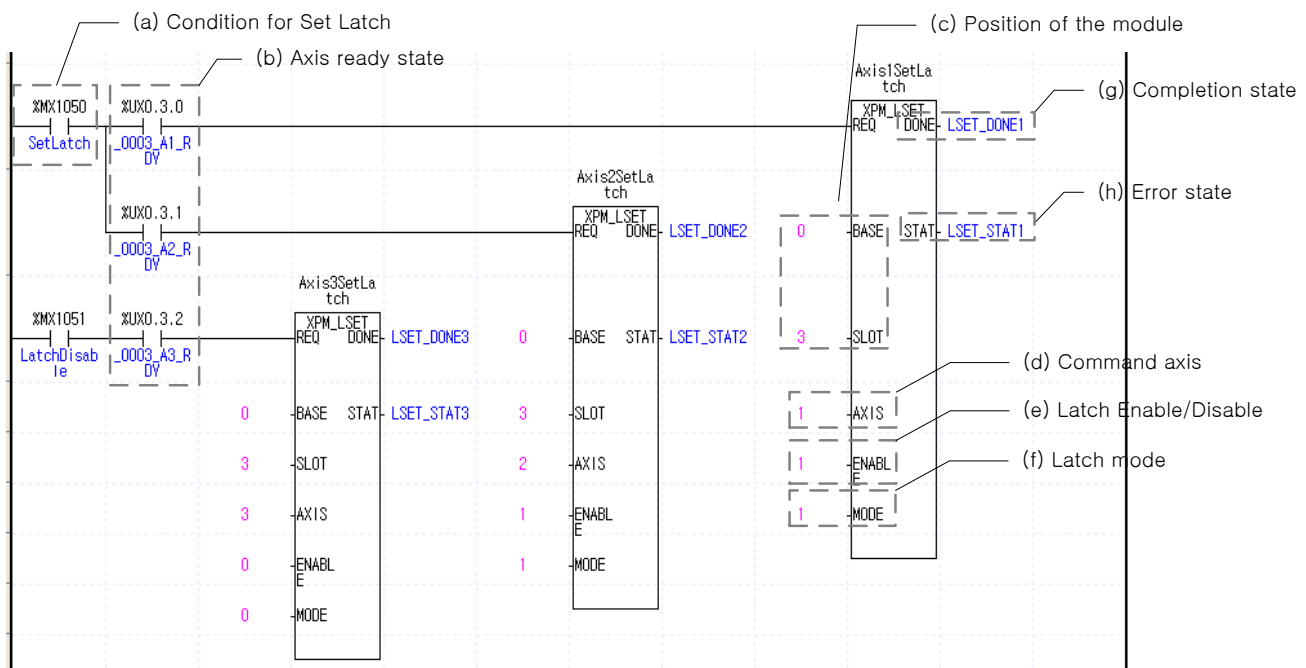 (a) Condition for Set Latch
(c) Position of the module
(b) Axis ready state
Axis1SetLa
tch
(g) Completion state
%MX1050
%UX0.3.0
XPM_LSET
REQ DONE LSET_DONE1
SetLatch
_0003_A1_R
DY
Axis2SetLa
tch
(h) Error state
%UX0.3.1
XPM_LSET
REQ DONE LSET_DONE2
0 BASE STAT LSET_STAT1
_0003_A2_R
DY
Axis3SetLa
tch
%MX1051
%UX0.3.2
XPM_LSET
REQ DONE LSET_DONE3
0 BASE STAT LSET_STAT2
3 SLOT
LatchDisab
le
_0003_A3_R
DY
(d) Command axis
0 BASE STAT LSET_STAT3
3 SLOT
1 AXIS
(e) Latch Enable/Disable
3 SLOT
2 AXIS
1 ENABL
E
(f) Latch mode
3 AXIS
1 ENABL
E
1 MODE
0 ENABL
E
1 MODE
0 MODE